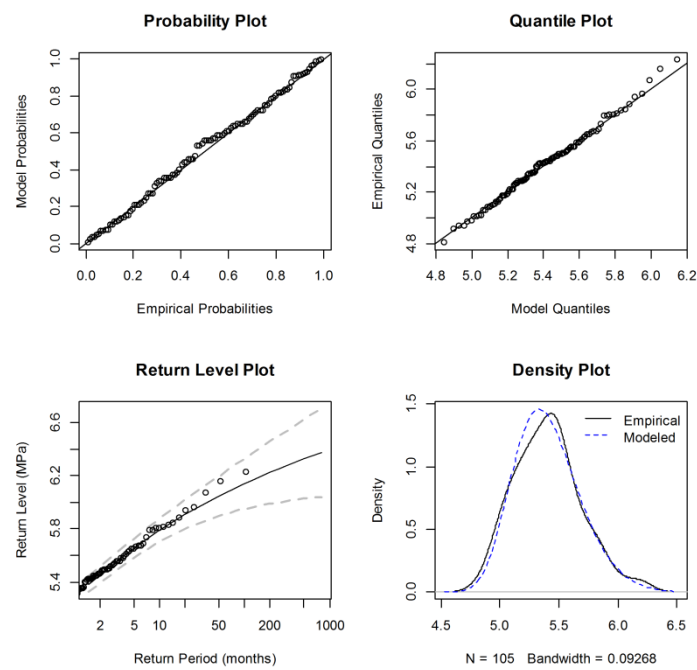 Probability Plot
Model Probabilities
0.0 0.2 0.4 0.6 0.8 1.0
0.0 0.2 0.4 0.6 0.8 1.0
Empirical Probabilities
Quantile Plot
Empirical Quantiles
4.8 5.2 5.6 6.0
4.8 5.0 5.2 5.4 5.6 5.8 6.0 6.2
Model Quantiles
Return Level Plot
Return Level (MPa)
5.4 5.8 6.2 6.6
2 5 10 50 200 1000
Return Period (months)
Density Plot
Density
0.0 0.5 1.0 1.5
Empirical
Modeled
4.5 5.0 5.5 6.0 6.5
N = 105 Bandwidth = 0.09268